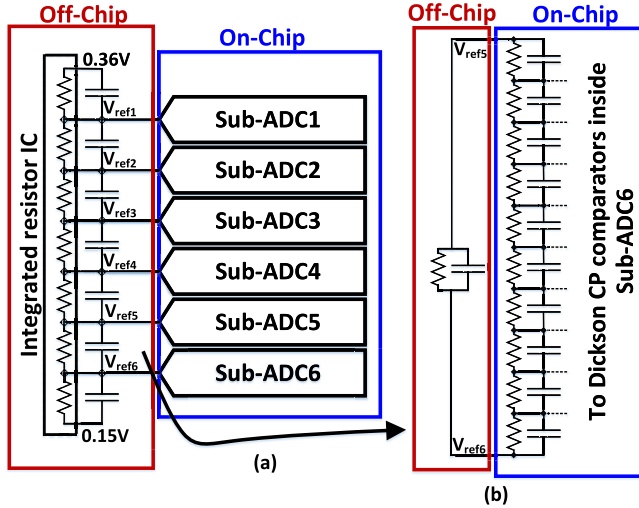 Off-Chip
On-Chip
0.36V
Vref1
Vref2
Vref3
Vref4
Vref5
Vref6
0.15V
Integrated resistor IC
Sub-ADC1
Sub-ADC2
Sub-ADC3
Sub-ADC4
Sub-ADC5
Sub-ADC6
(a)
Off-Chip
On-Chip
Vref5
Vref6
To Dickson CP comparators inside
Sub-ADC6
(b)